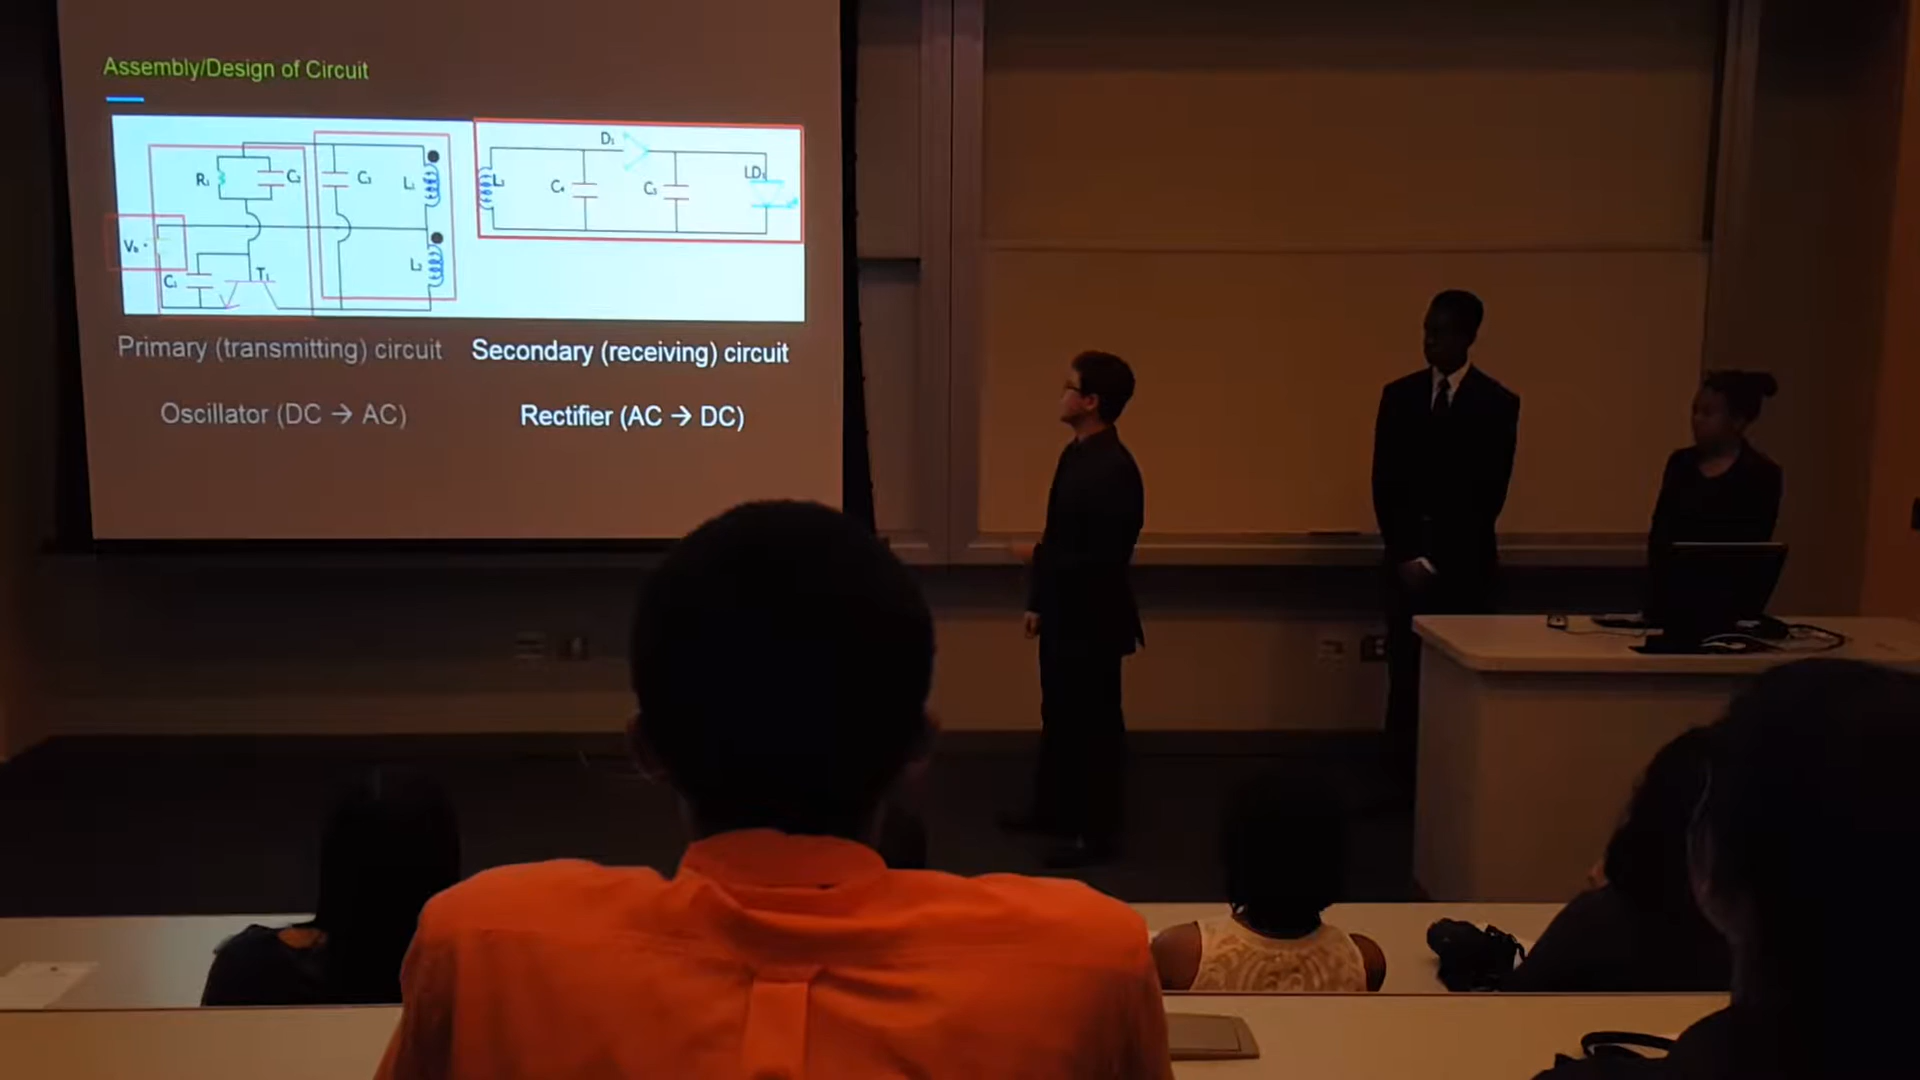 Assembly/Design of Circuit
R₁
C₂
C₃
L₁
Vₒ
C₁
T₁
L₂
L₃
C₄
D₁
C₅
LD₁
Primary (transmitting) circuit
Secondary (receiving) circuit
Oscillator (DC → AC)
Rectifier (AC → DC)